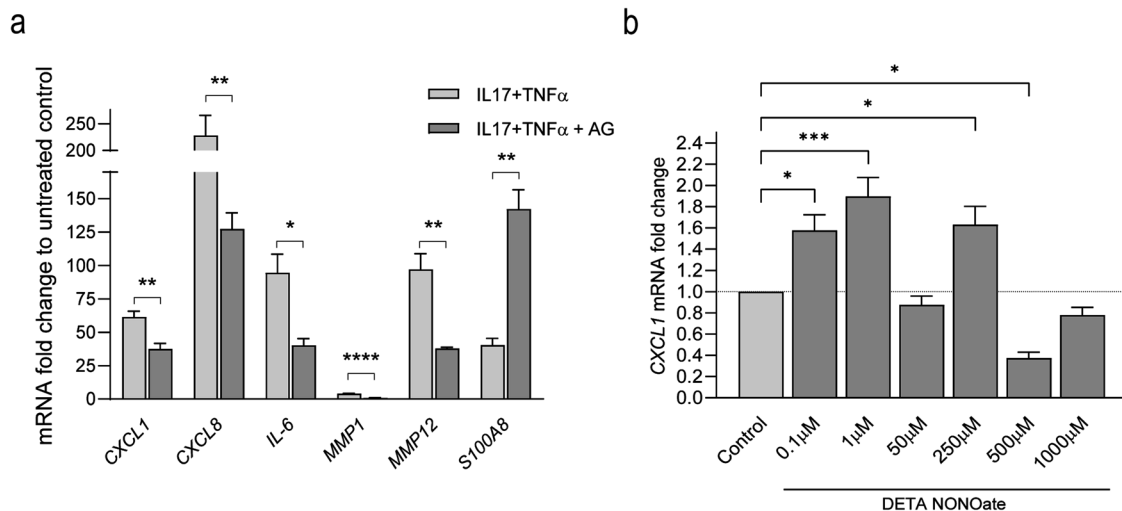 a
mRNA fold change to untreated control
250
200
150
125
100
75
50
25
0
**
**
*
****
**
**
IL17+TNFα
IL17+TNFα + AG
CXCL1
CXCL8
IL-6
MMP1
MMP12
S100A8
b
CXCL1 mRNA fold change
2.4
2.2
2.0
1.8
1.6
1.4
1.2
1.0
0.8
0.6
0.4
0.2
0.0
*
*
***
*
Control
0.1μM
1μM
50μM
250μM
500μM
1000μM
DETA NONOate